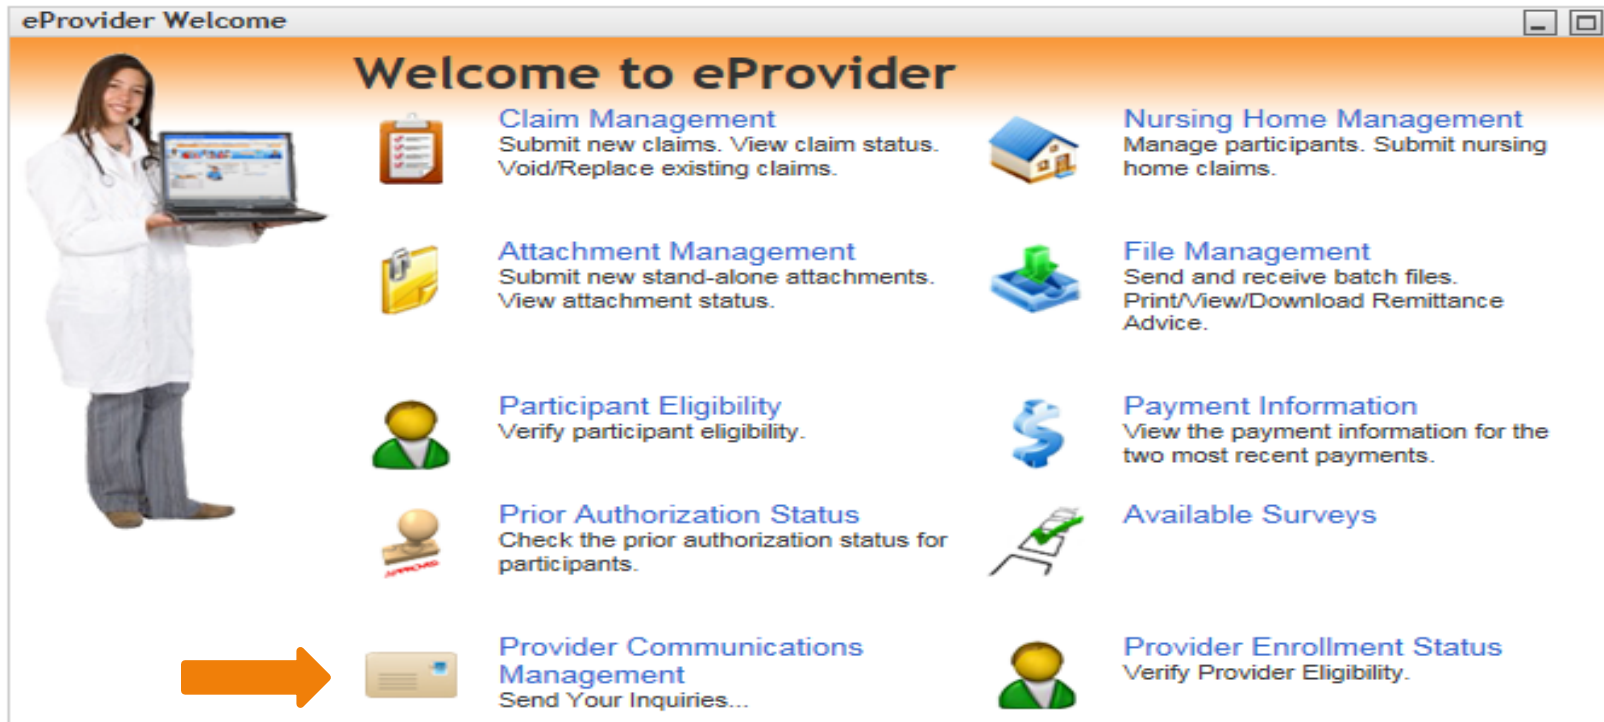 eProvider Welcome
Welcome to eProvider
Claim Management
Submit new claims. View claim status.
Void/Replace existing claims.
Nursing Home Management
Manage participants. Submit nursing
home claims.
Attachment Management
Submit new stand-alone attachments.
View attachment status.
File Management
Send and receive batch files.
Print/View/Download Remittance
Advice.
Participant Eligibility
Verify participant eligibility.
Payment Information
View the payment information for the
two most recent payments.
Prior Authorization Status
Check the prior authorization status for
participants.
APPROVED
Available Surveys
Provider Communications
Management
Send Your Inquiries...
Provider Enrollment Status
Verify Provider Eligibility.